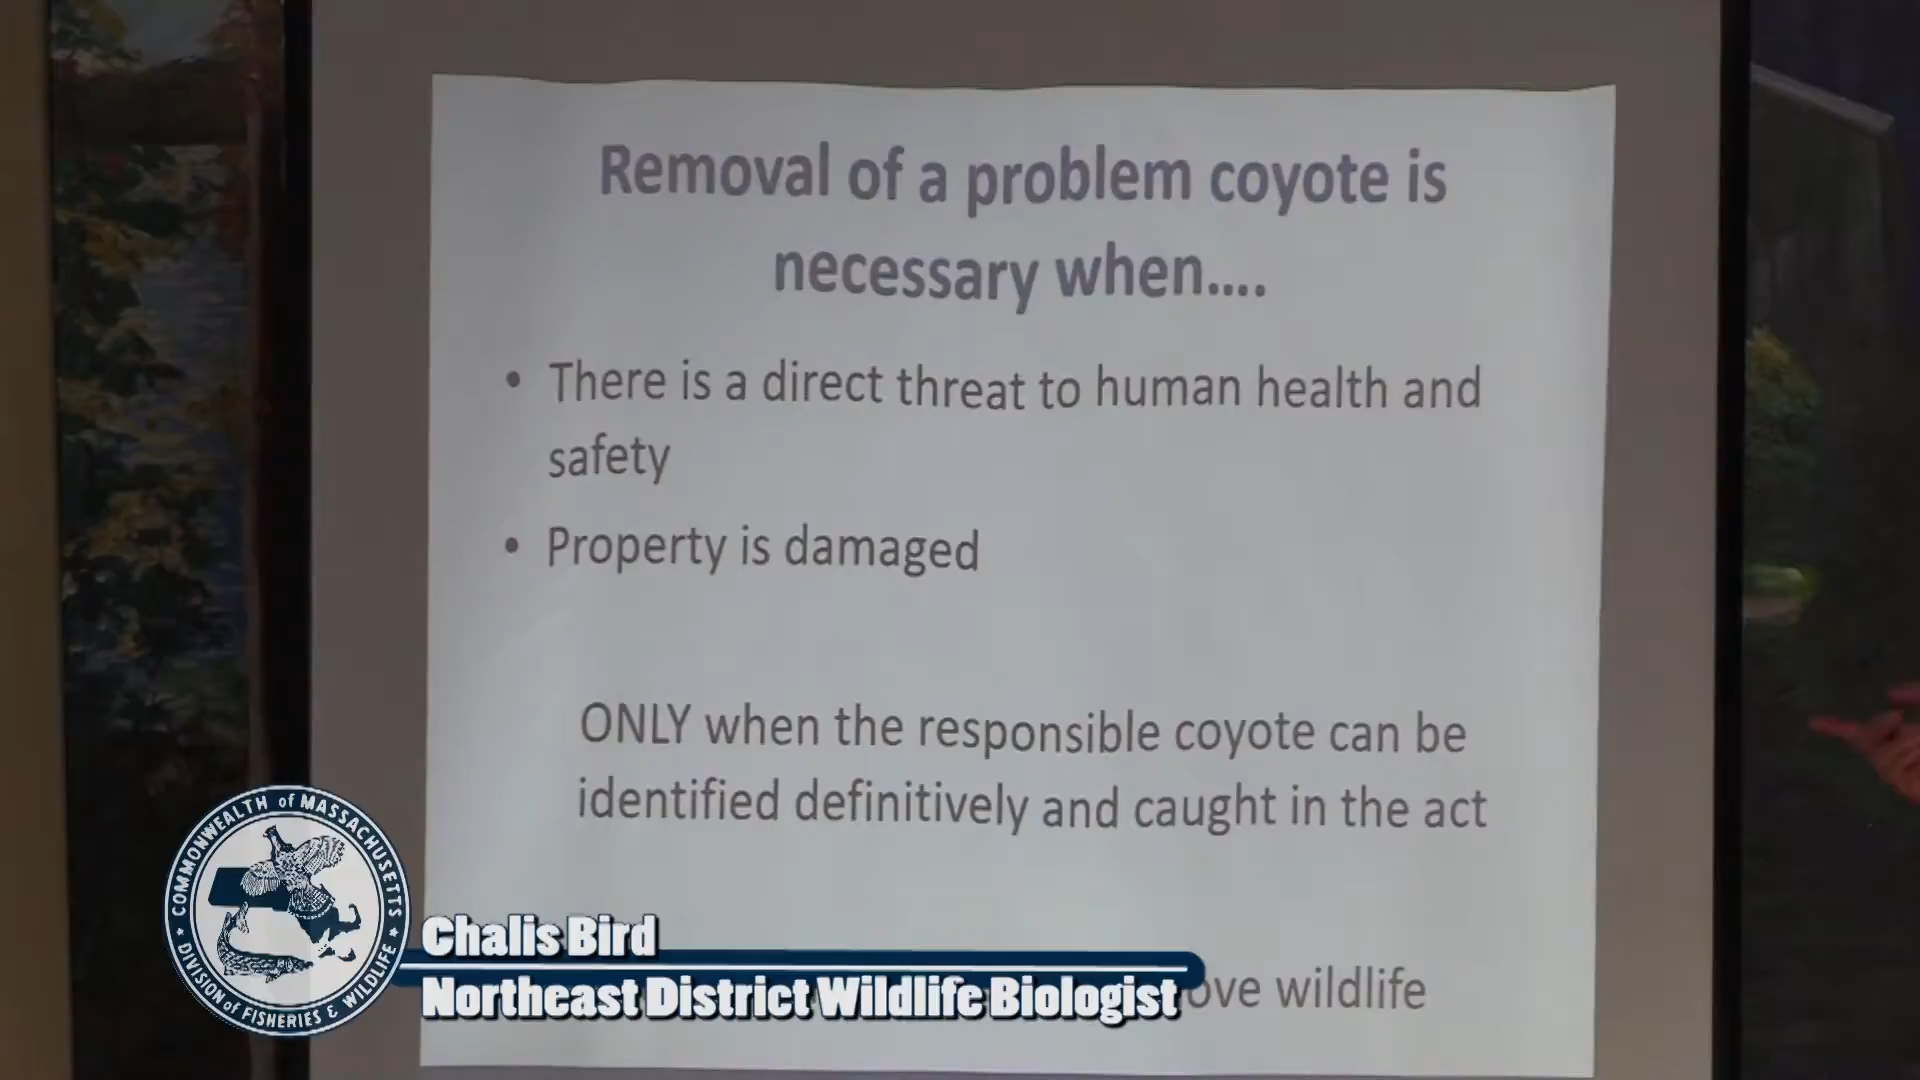 Removal of a problem coyote is
necessary when....
• There is a direct threat to human health and
safety
• Property is damaged
ONLY when the responsible coyote can be
identified definitively and caught in the act
wildlife
COMMONWEALTH of MASSACHUSETTS
DIVISION of FISHERIES & WILDLIFE
Chalis Bird
Northeast District Wildlife Biologist